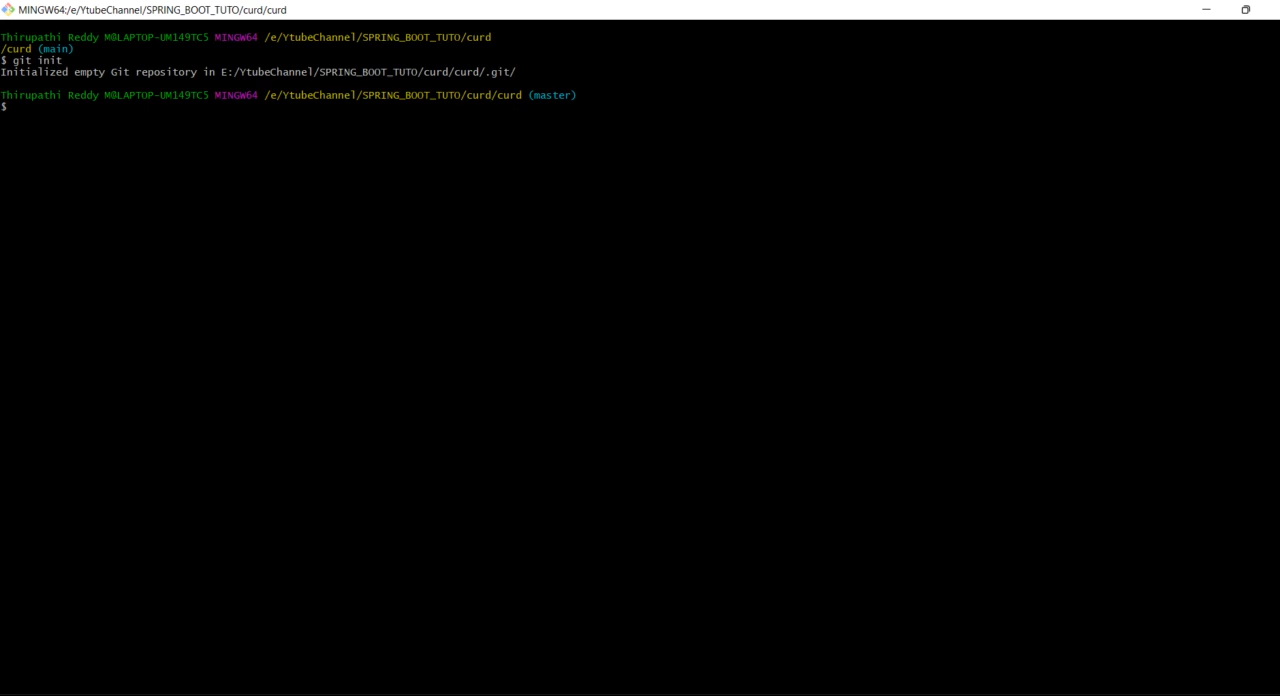 MINGW64:/e/YtubeChannel/SPRING_BOOT_TUTO/curd/curd
Thirupathi Reddy M@LAPTOP-UM149TC5 MINGW64 /e/YtubeChannel/SPRING_BOOT_TUTO/curd
/curd (main)
$ git init
Initialized empty Git repository in E:/YtubeChannel/SPRING_BOOT_TUTO/curd/curd/.git/
Thirupathi Reddy M@LAPTOP-UM149TC5 MINGW64 /e/YtubeChannel/SPRING_BOOT_TUTO/curd/curd (master)
$